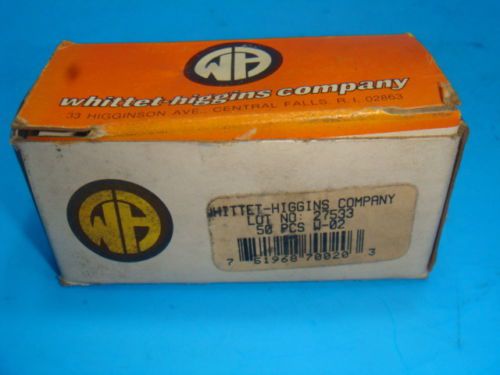 WH
whittet-higgins company
33 HIGGINSON AVE., CENTRAL FALLS, R.I. 02863
WH
WHITTET-HIGGINS COMPANY
LOT NO: 27533
50 PCS W-02
7 51968 70020 3